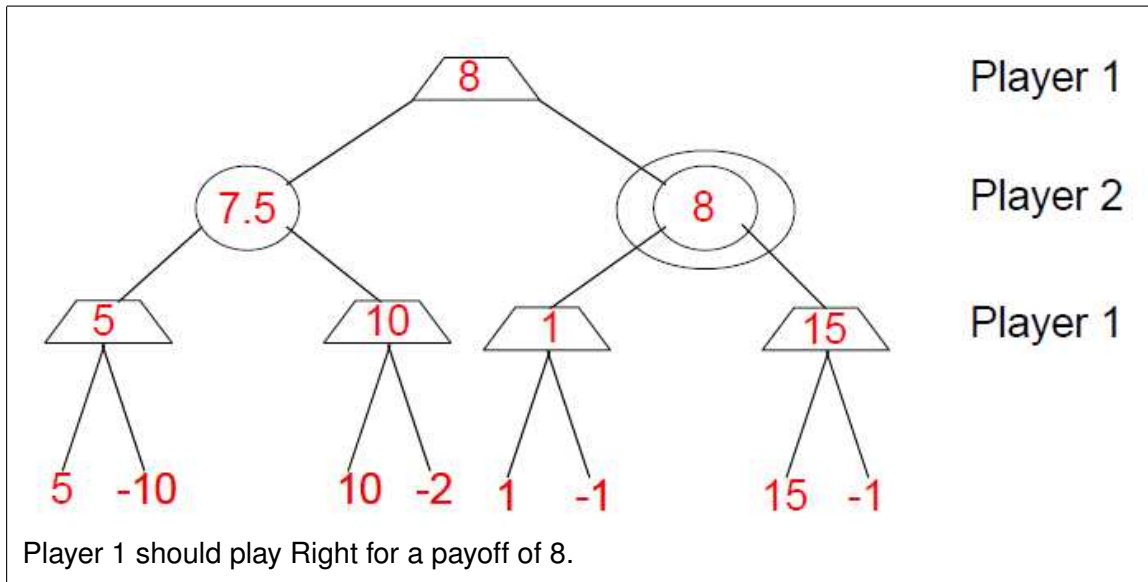 8 Player 1
7.5 8 Player 2
5 10 1 15 Player 1
5 -10 10 -2 1 -1 15 -1
Player 1 should play Right for a payoff of 8.